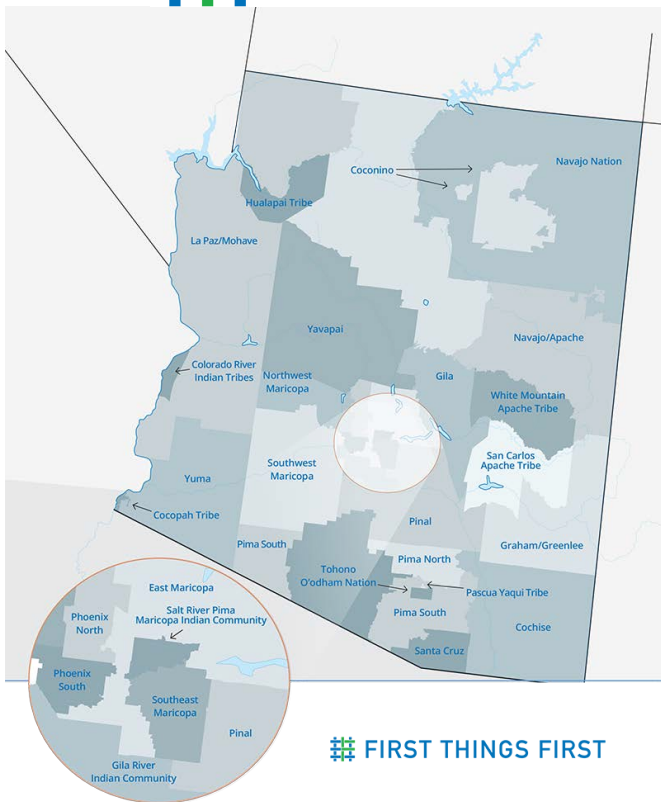 Navajo Nation
Coconino
Hualapai Tribe
La Paz/Mohave
Yavapai
Navajo/Apache
Colorado River
Indian Tribes
Northwest
Maricopa
Gila
White Mountain
Apache Tribe
San Carlos
Apache Tribe
Southwest
Maricopa
Yuma
Cocopah Tribe
Pinal
Graham/Greenlee
Pima South
Pima North
Tohono
O'odham Nation
Pascua Yaqui Tribe
Pima South
Cochise
Santa Cruz
East Maricopa
Salt River Pima
Maricopa Indian Community
Phoenix
North
Phoenix
South
Southeast
Maricopa
Pinal
Gila River
Indian Community
FIRST THINGS FIRST